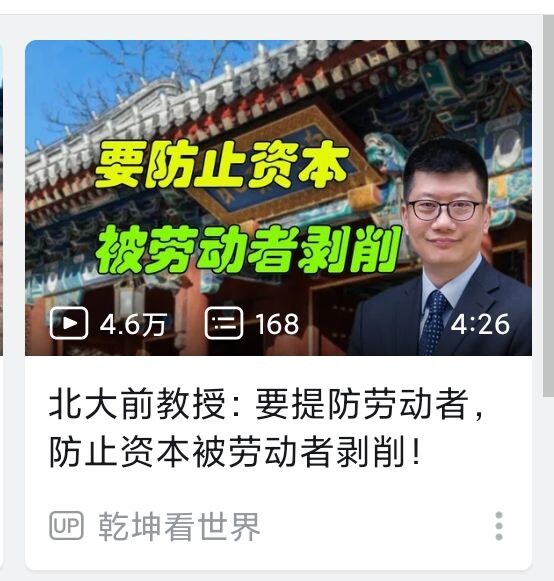 要防止资本
被劳动者剥削
4.6万 168 4:26
北大前教授：要提防劳动者，
防止资本被劳动者剥削！
UP 乾坤看世界